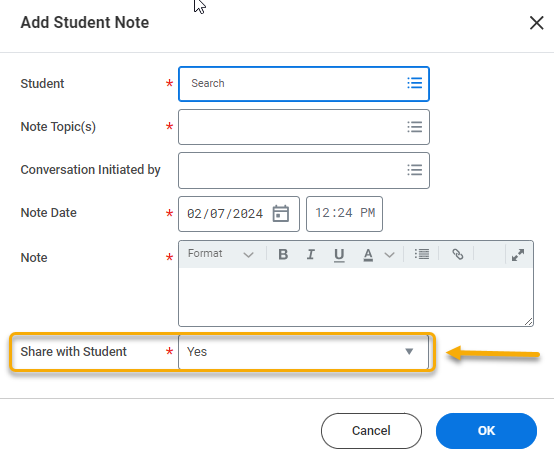 Add Student Note
Student * Search
Note Topic(s) *
Conversation Initiated by
Note Date * 02/07/2024 12:24 PM
Note * Format B I U A
Share with Student * Yes
Cancel OK